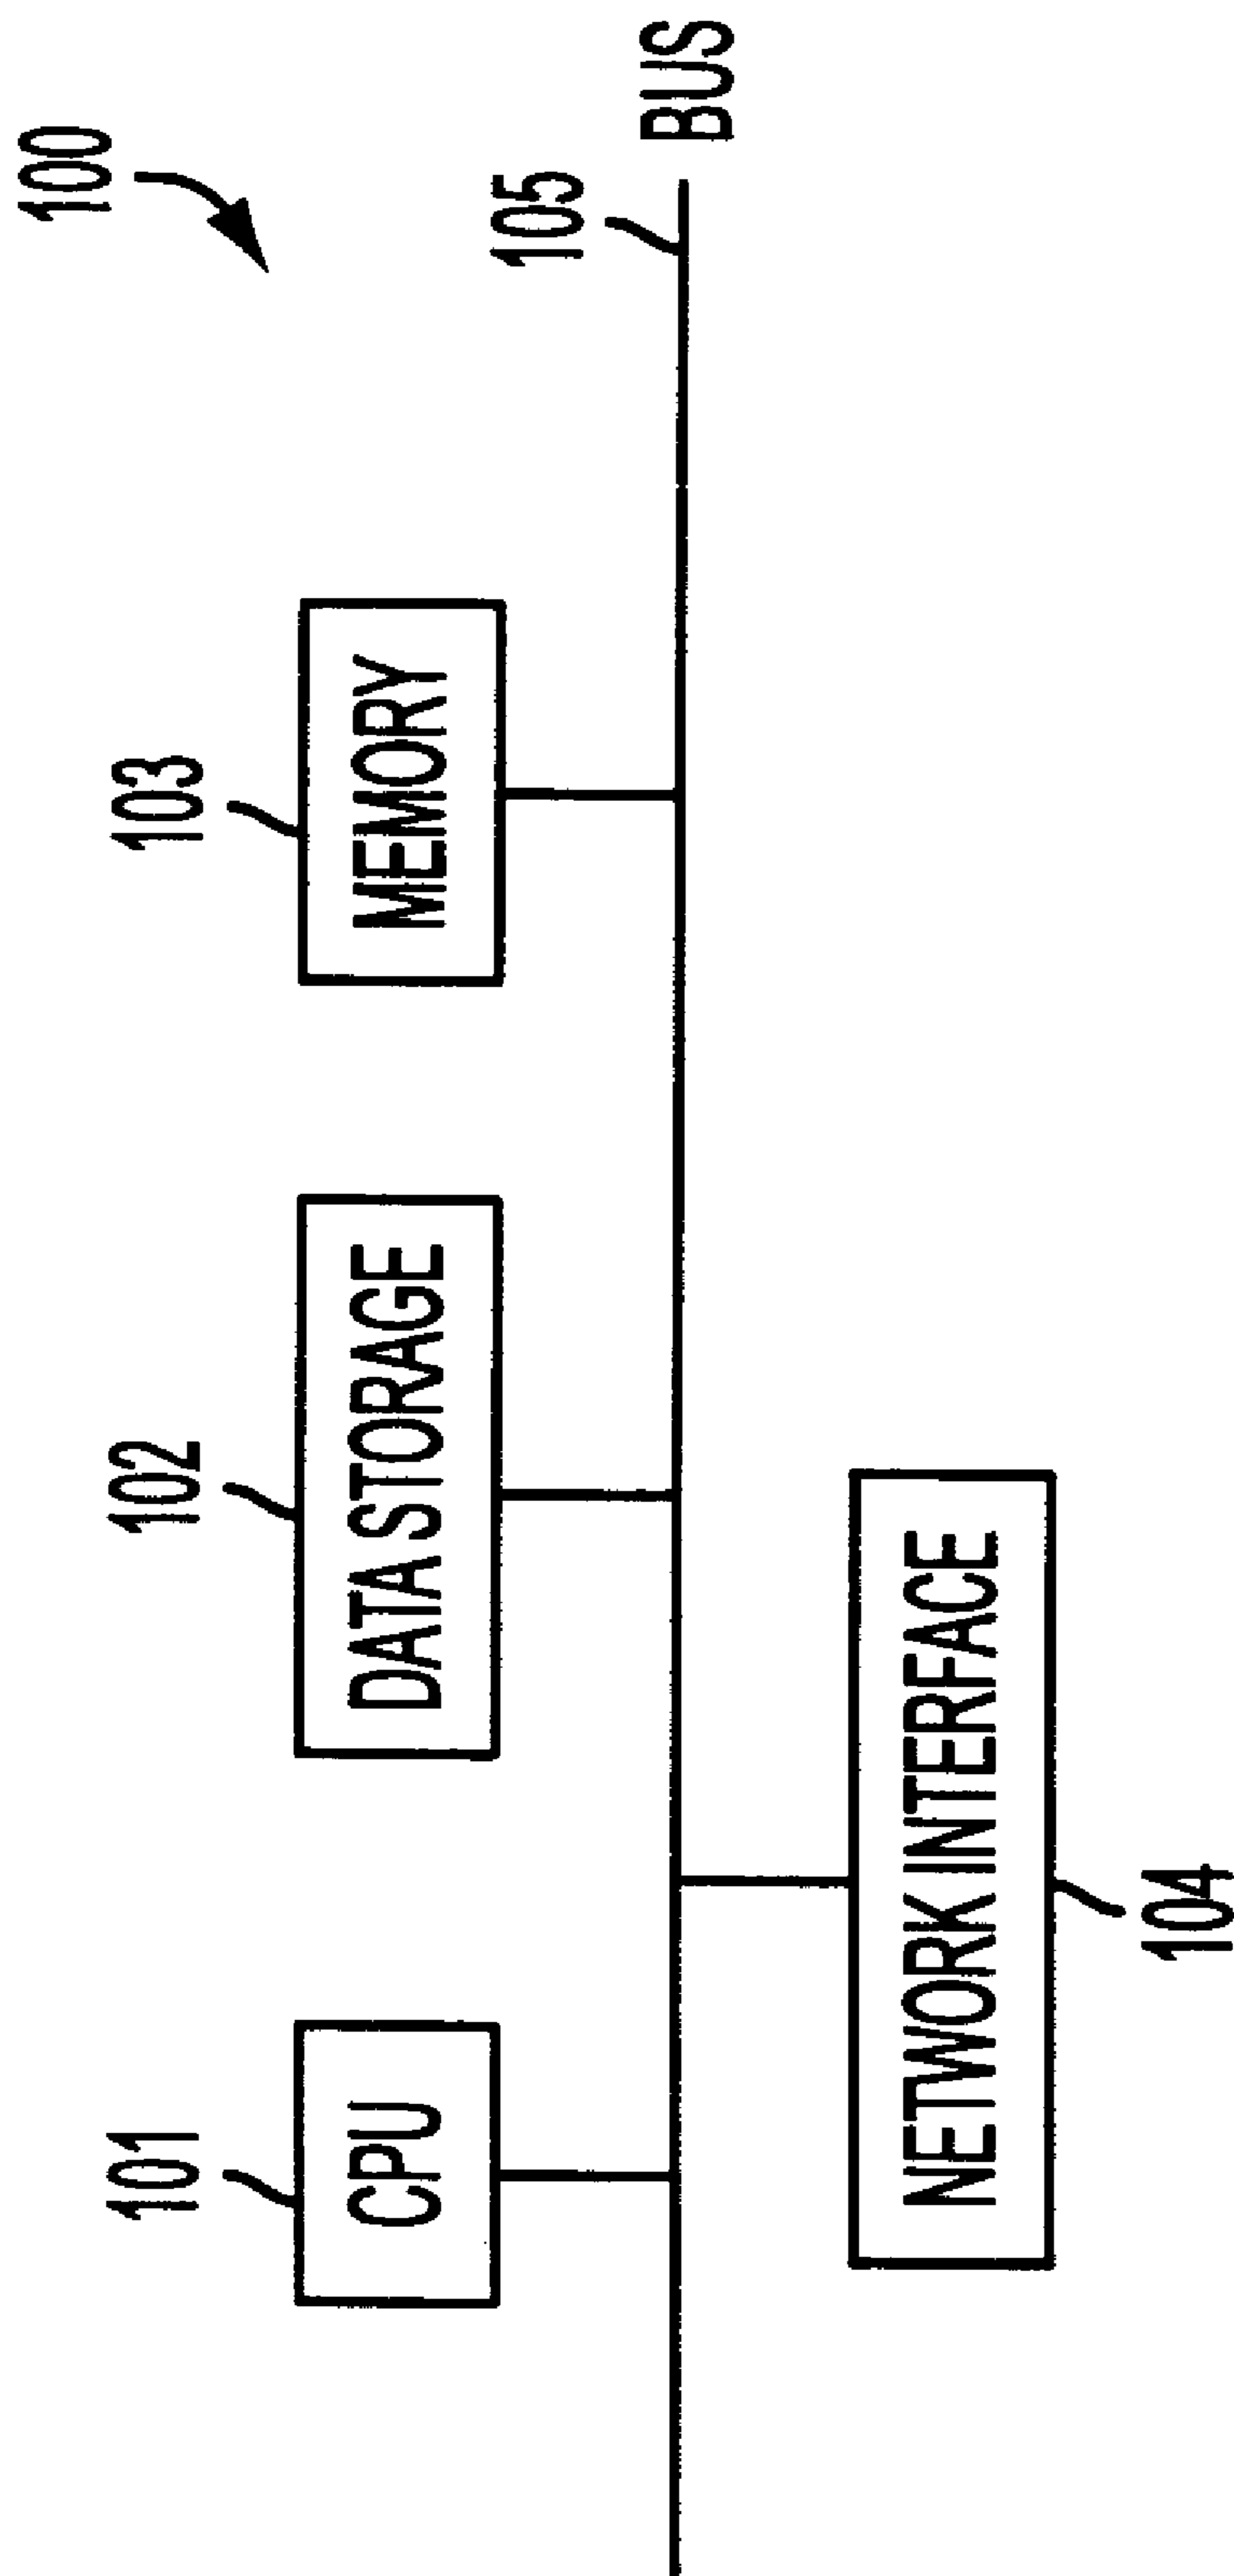 100
101
102
103
105
CPU
DATA STORAGE
MEMORY
BUS
NETWORK INTERFACE
104